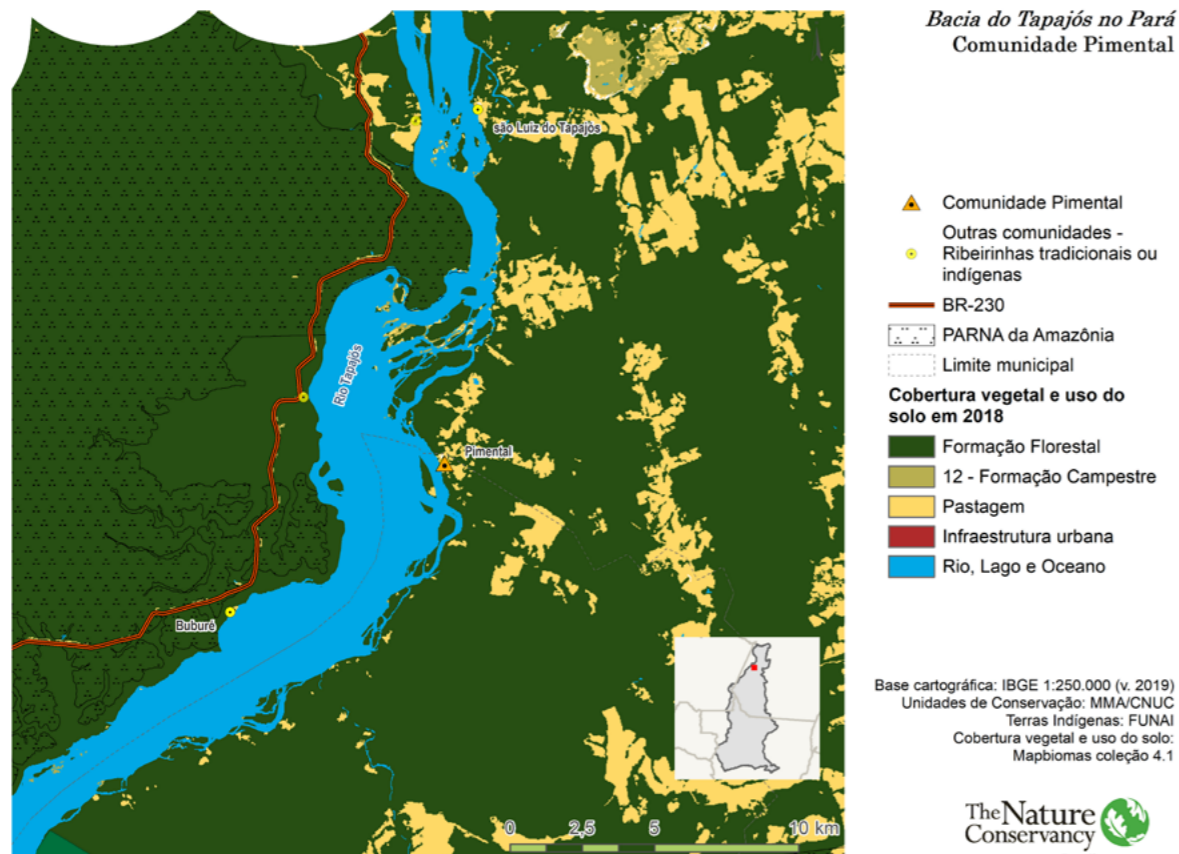 Bacia do Tapajós no Pará
Comunidade Pimental
são Luiz do Tapajós
Rio Tapajós
Pimental
Buburé
Comunidade Pimental
Outras comunidades -
Ribeirinhas tradicionais ou
indígenas
BR-230
PARNA da Amazônia
Limite municipal
Cobertura vegetal e uso do
solo em 2018
Formação Florestal
12 - Formação Campestre
Pastagem
Infraestrutura urbana
Rio, Lago e Oceano
0 2,5 5 10 km
Base cartográfica: IBGE 1:250.000 (v. 2019)
Unidades de Conservação: MMA/CNUC
Terras Indígenas: FUNAI
Cobertura vegetal e uso do solo:
Mapbiomas coleção 4.1
The Nature
Conservancy